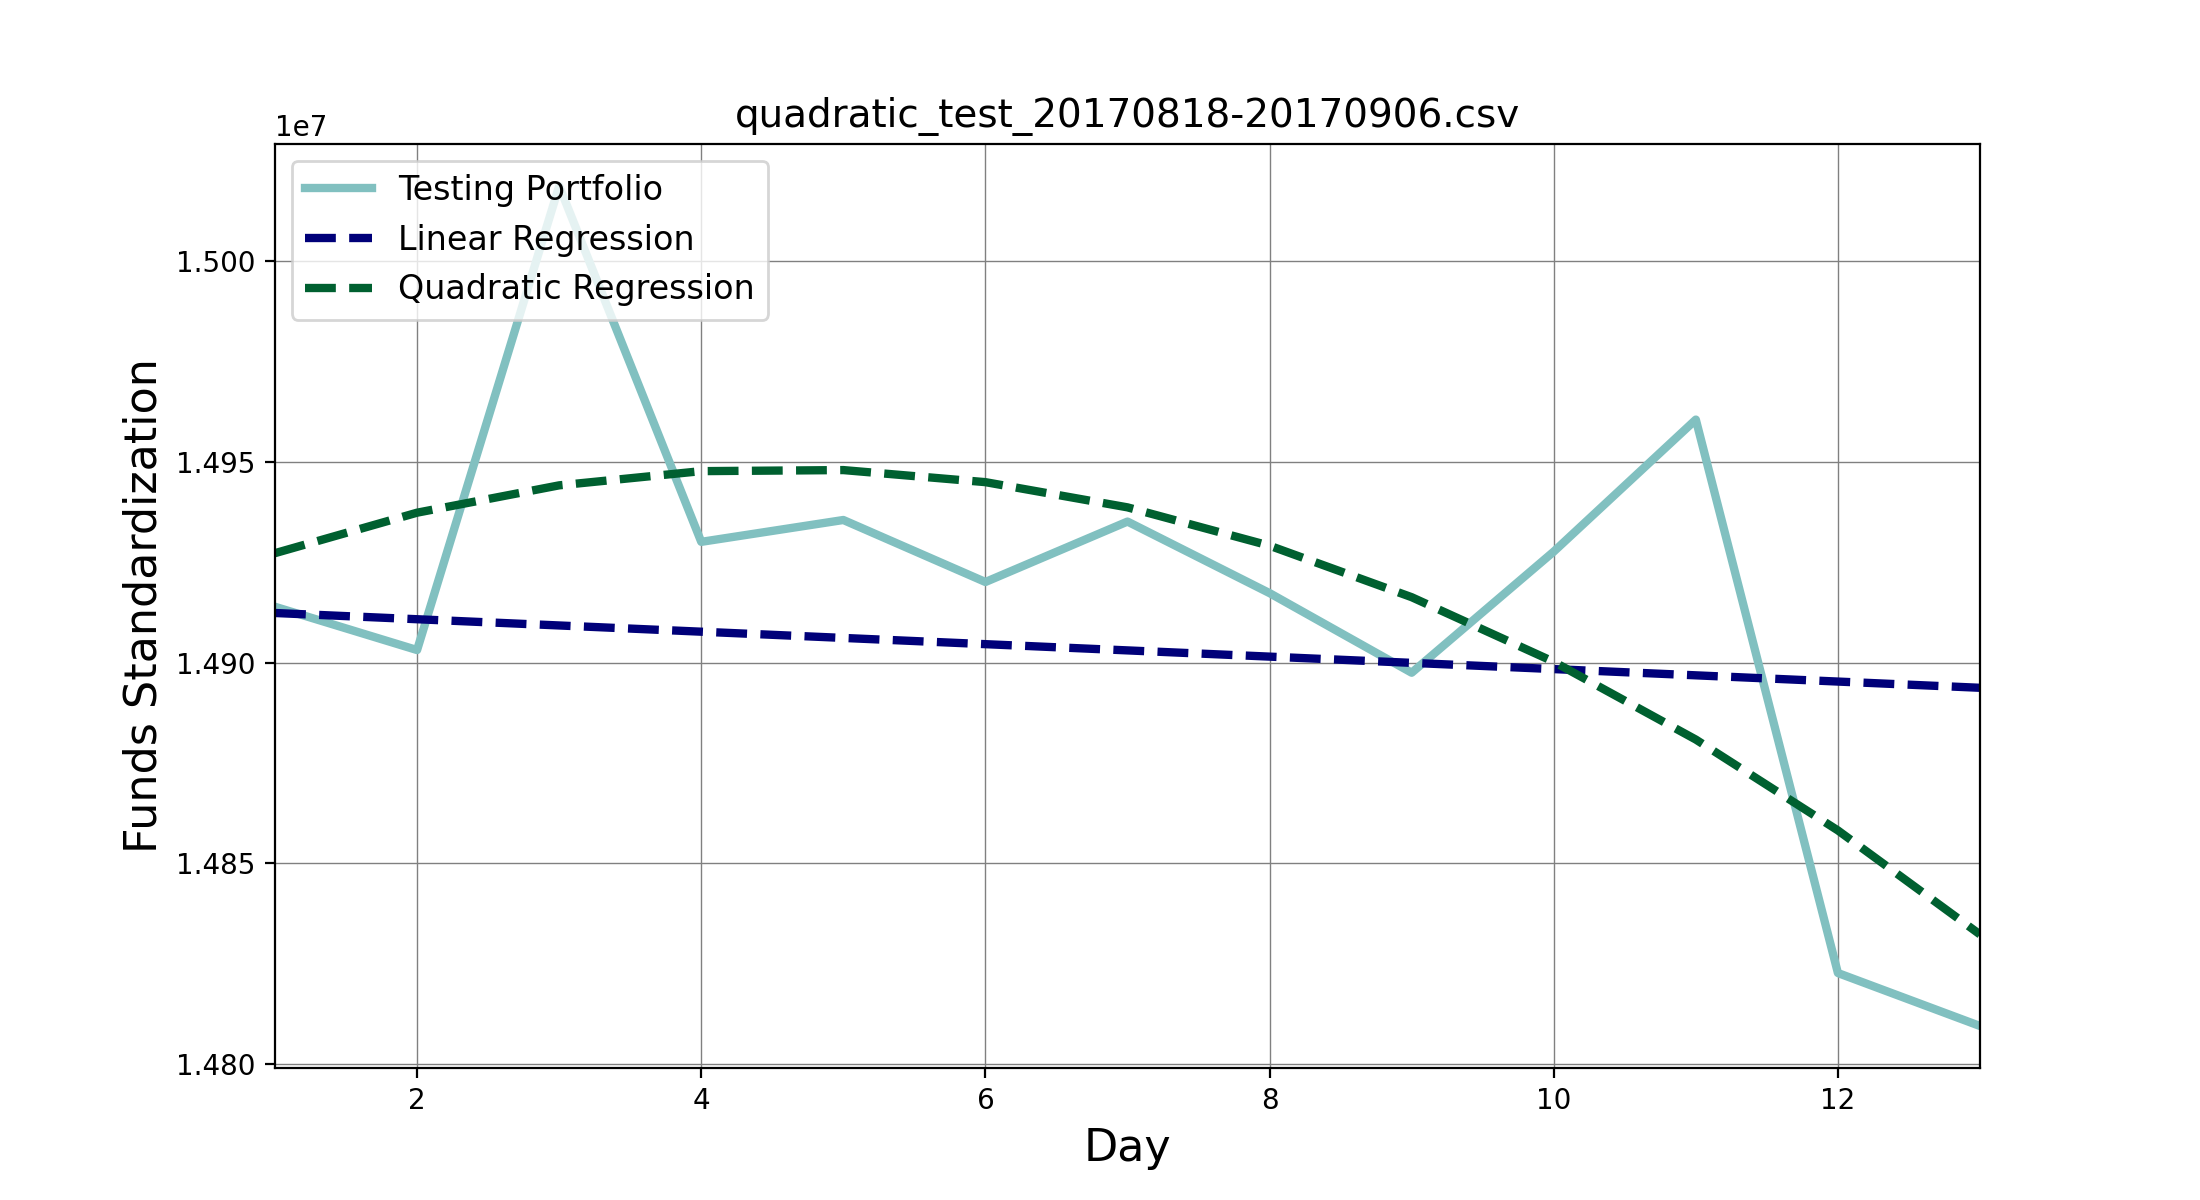 quadratic_test_20170818-20170906.csv
1e7
Testing Portfolio
Linear Regression
Quadratic Regression
Funds Standardization
1.500
1.495
1.490
1.485
1.480
2 4 6 8 10 12
Day